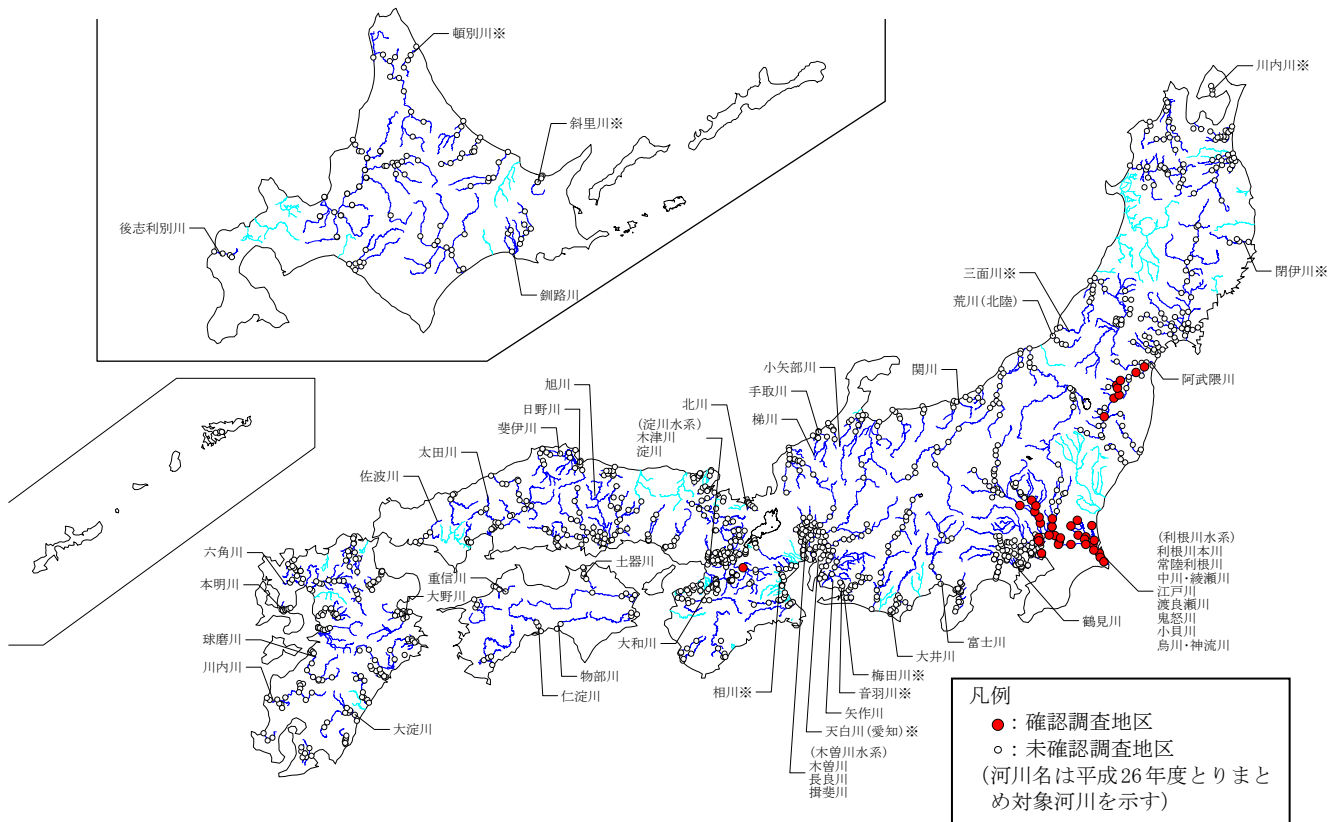 頓別川※
斜里川※
後志利別川
釧路川
川内川※
閉伊川※
三面川※
荒川(北陸)
阿武隈川
関川
小矢部川
手取川
梯川
北川
(淀川水系)
木津川
淀川
旭川
日野川
斐伊川
太田川
佐波川
六角川
本明川
球磨川
川内川
大淀川
重信川
大野川
土器川
物部川
仁淀川
大和川
相川※
(木曽川水系)
木曽川
長良川
揖斐川
天白川(愛知)※
矢作川
音羽川※
梅田川※
大井川
富士川
鶴見川
(利根川水系)
利根川本川
常陸利根川
中川・綾瀬川
江戸川
渡良瀬川
鬼怒川
小貝川
烏川・神流川
凡例
：確認調査地区
：未確認調査地区
(河川名は平成26年度とりまと
め対象河川を示す)